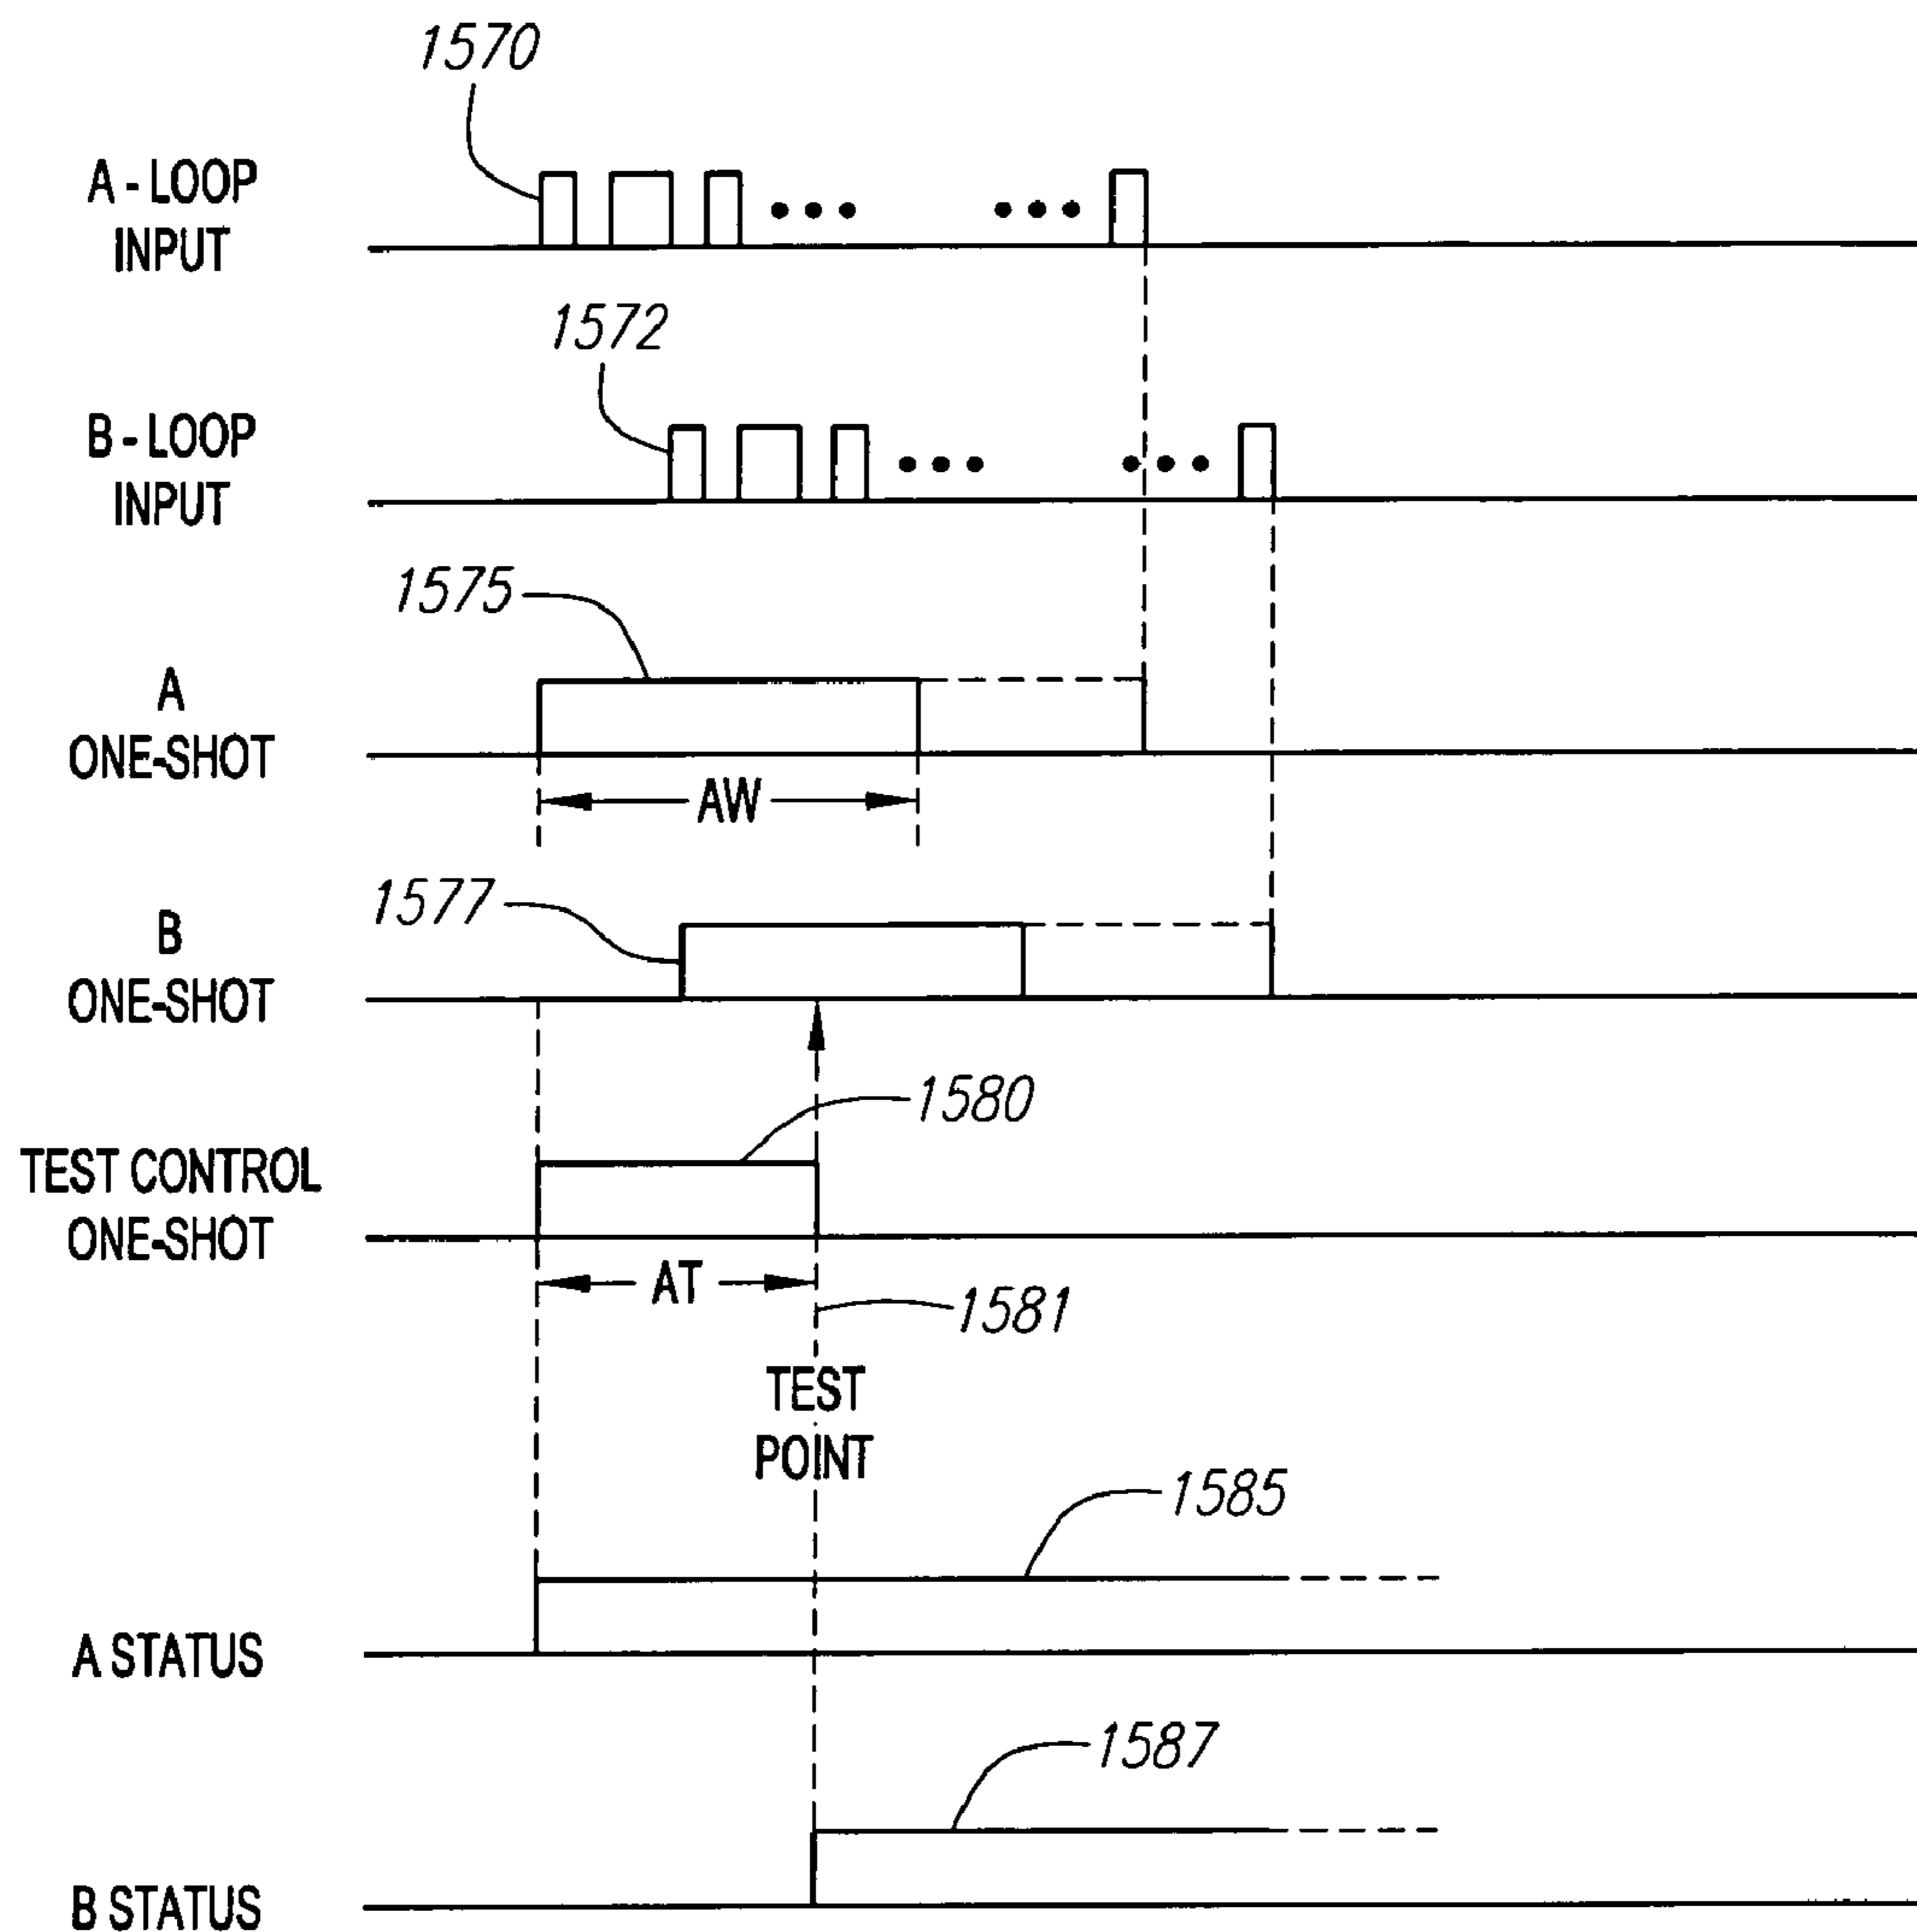 1570
A - LOOP
INPUT
1572
B - LOOP
INPUT
1575
A
ONE-SHOT
AW
1577
B
ONE-SHOT
1580
TEST CONTROL
ONE-SHOT
AT
1581
TEST
POINT
1585
A STATUS
1587
B STATUS